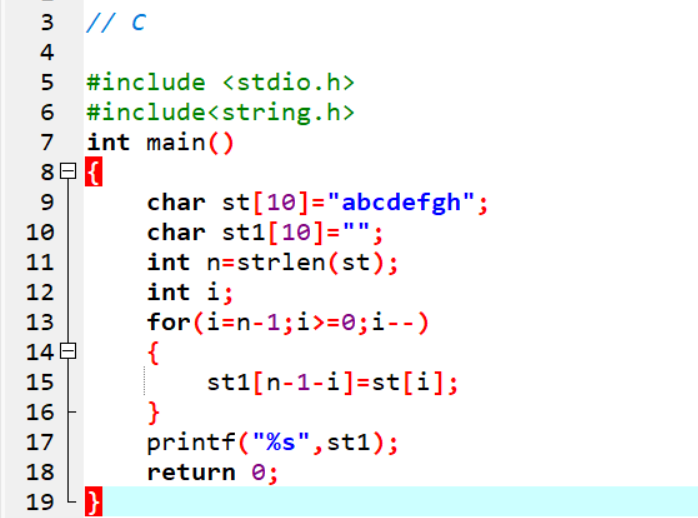 3 // C
4
5 #include <stdio.h>
6 #include<string.h>
7 int main()
8 {
9 char st[10]="abcdefgh";
10 char st1[10]="";
11 int n=strlen(st);
12 int i;
13 for(i=n-1;i>=0;i--)
14 {
15 st1[n-1-i]=st[i];
16 }
17 printf("%s",st1);
18 return 0;
19 }